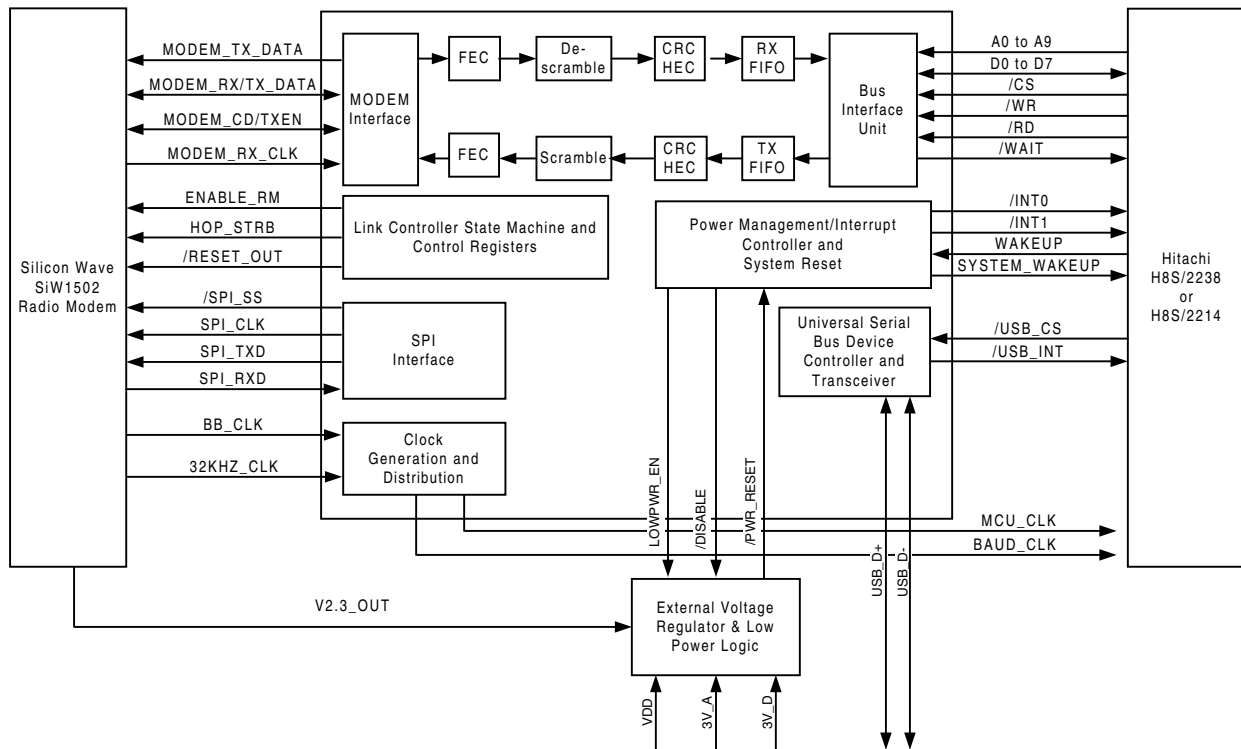 Silicon Wave
SiW1502
Radio Modem
MODEM_TX_DATA
MODEM_RX/TX_DATA
MODEM_CD/TXEN
MODEM_RX_CLK
ENABLE_RM
HOP_STRB
/RESET_OUT
/SPI_SS
SPI_CLK
SPI_TXD
SPI_RXD
BB_CLK
32KHZ_CLK
MODEM
Interface
FEC
De-
scramble
CRC
HEC
RX
FIFO
FEC
Scramble
CRC
HEC
TX
FIFO
Bus
Interface
Unit
Link Controller State Machine and
Control Registers
Power Management/Interrupt
Controller and
System Reset
SPI
Interface
Universal Serial
Bus Device
Controller and
Transceiver
Clock
Generation and
Distribution
A0 to A9
D0 to D7
/CS
/WR
/RD
/WAIT
/INT0
/INT1
WAKEUP
SYSTEM_WAKEUP
/USB_CS
/USB_INT
MCU_CLK
BAUD_CLK
Hitachi
H8S/2238
or
H8S/2214
LOWPWR_EN
/DISABLE
/PWR_RESET
USB_D+
USB_D-
V2.3_OUT
External Voltage
Regulator & Low
Power Logic
VDD
3V_A
3V_D